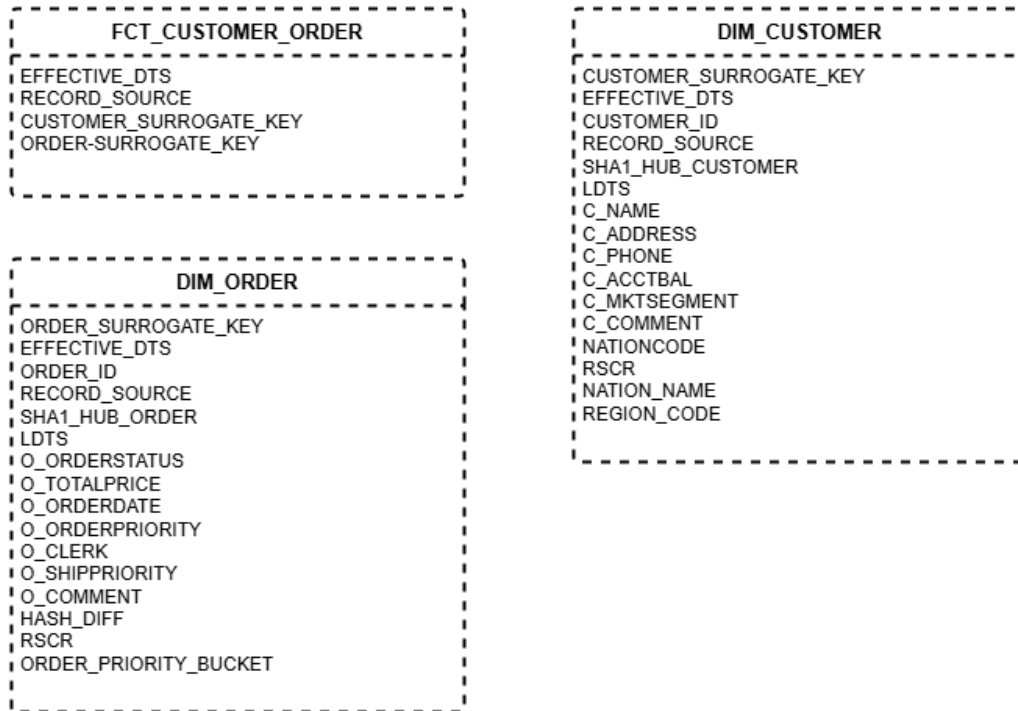 FCT_CUSTOMER_ORDER
EFFECTIVE_DTS
RECORD_SOURCE
CUSTOMER_SURROGATE_KEY
ORDER-SURROGATE_KEY
DIM_CUSTOMER
CUSTOMER_SURROGATE_KEY
EFFECTIVE_DTS
CUSTOMER_ID
RECORD_SOURCE
SHA1_HUB_CUSTOMER
LDTS
C_NAME
C_ADDRESS
C_PHONE
C_ACCTBAL
C_MKTSEGMENT
C_COMMENT
NATIONCODE
RSCR
NATION_NAME
REGION_CODE
DIM_ORDER
ORDER_SURROGATE_KEY
EFFECTIVE_DTS
ORDER_ID
RECORD_SOURCE
SHA1_HUB_ORDER
LDTS
O_ORDERSTATUS
O_TOTALPRICE
O_ORDERDATE
O_ORDERPRIORITY
O_CLERK
O_SHIPPRIORITY
O_COMMENT
HASH_DIFF
RSCR
ORDER_PRIORITY_BUCKET